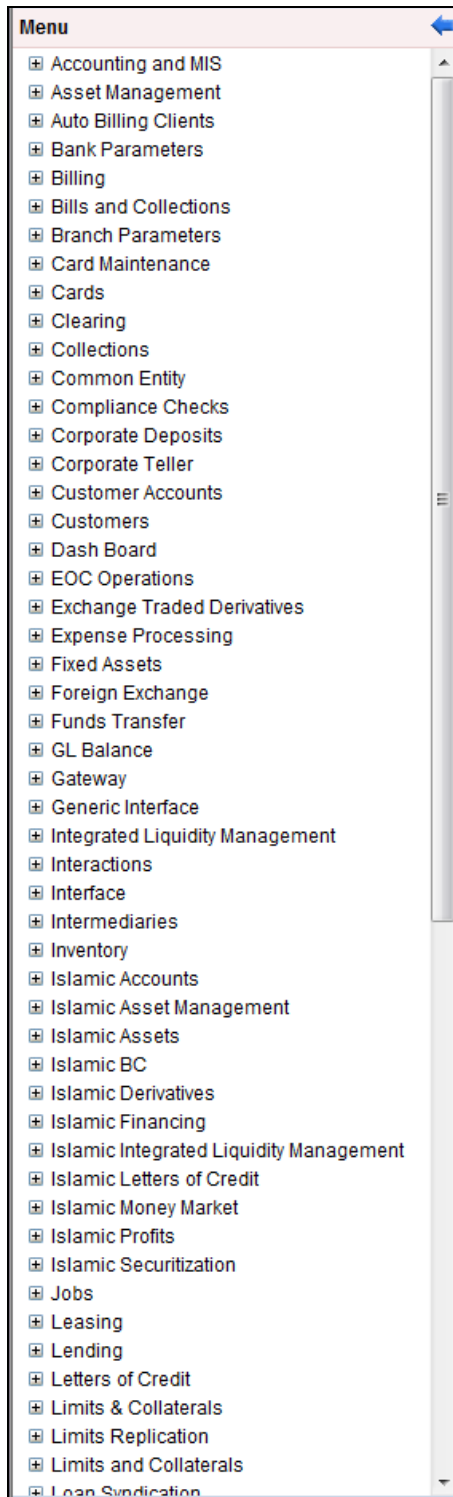 Menu
Accounting and MIS
Asset Management
Auto Billing Clients
Bank Parameters
Billing
Bills and Collections
Branch Parameters
Card Maintenance
Cards
Clearing
Collections
Common Entity
Compliance Checks
Corporate Deposits
Corporate Teller
Customer Accounts
Customers
Dash Board
EOC Operations
Exchange Traded Derivatives
Expense Processing
Fixed Assets
Foreign Exchange
Funds Transfer
GL Balance
Gateway
Generic Interface
Integrated Liquidity Management
Interactions
Interface
Intermediaries
Inventory
Islamic Accounts
Islamic Asset Management
Islamic Assets
Islamic BC
Islamic Derivatives
Islamic Financing
Islamic Integrated Liquidity Management
Islamic Letters of Credit
Islamic Money Market
Islamic Profits
Islamic Securitization
Jobs
Leasing
Lending
Letters of Credit
Limits & Collaterals
Limits Replication
Limits and Collaterals
Loan Syndication